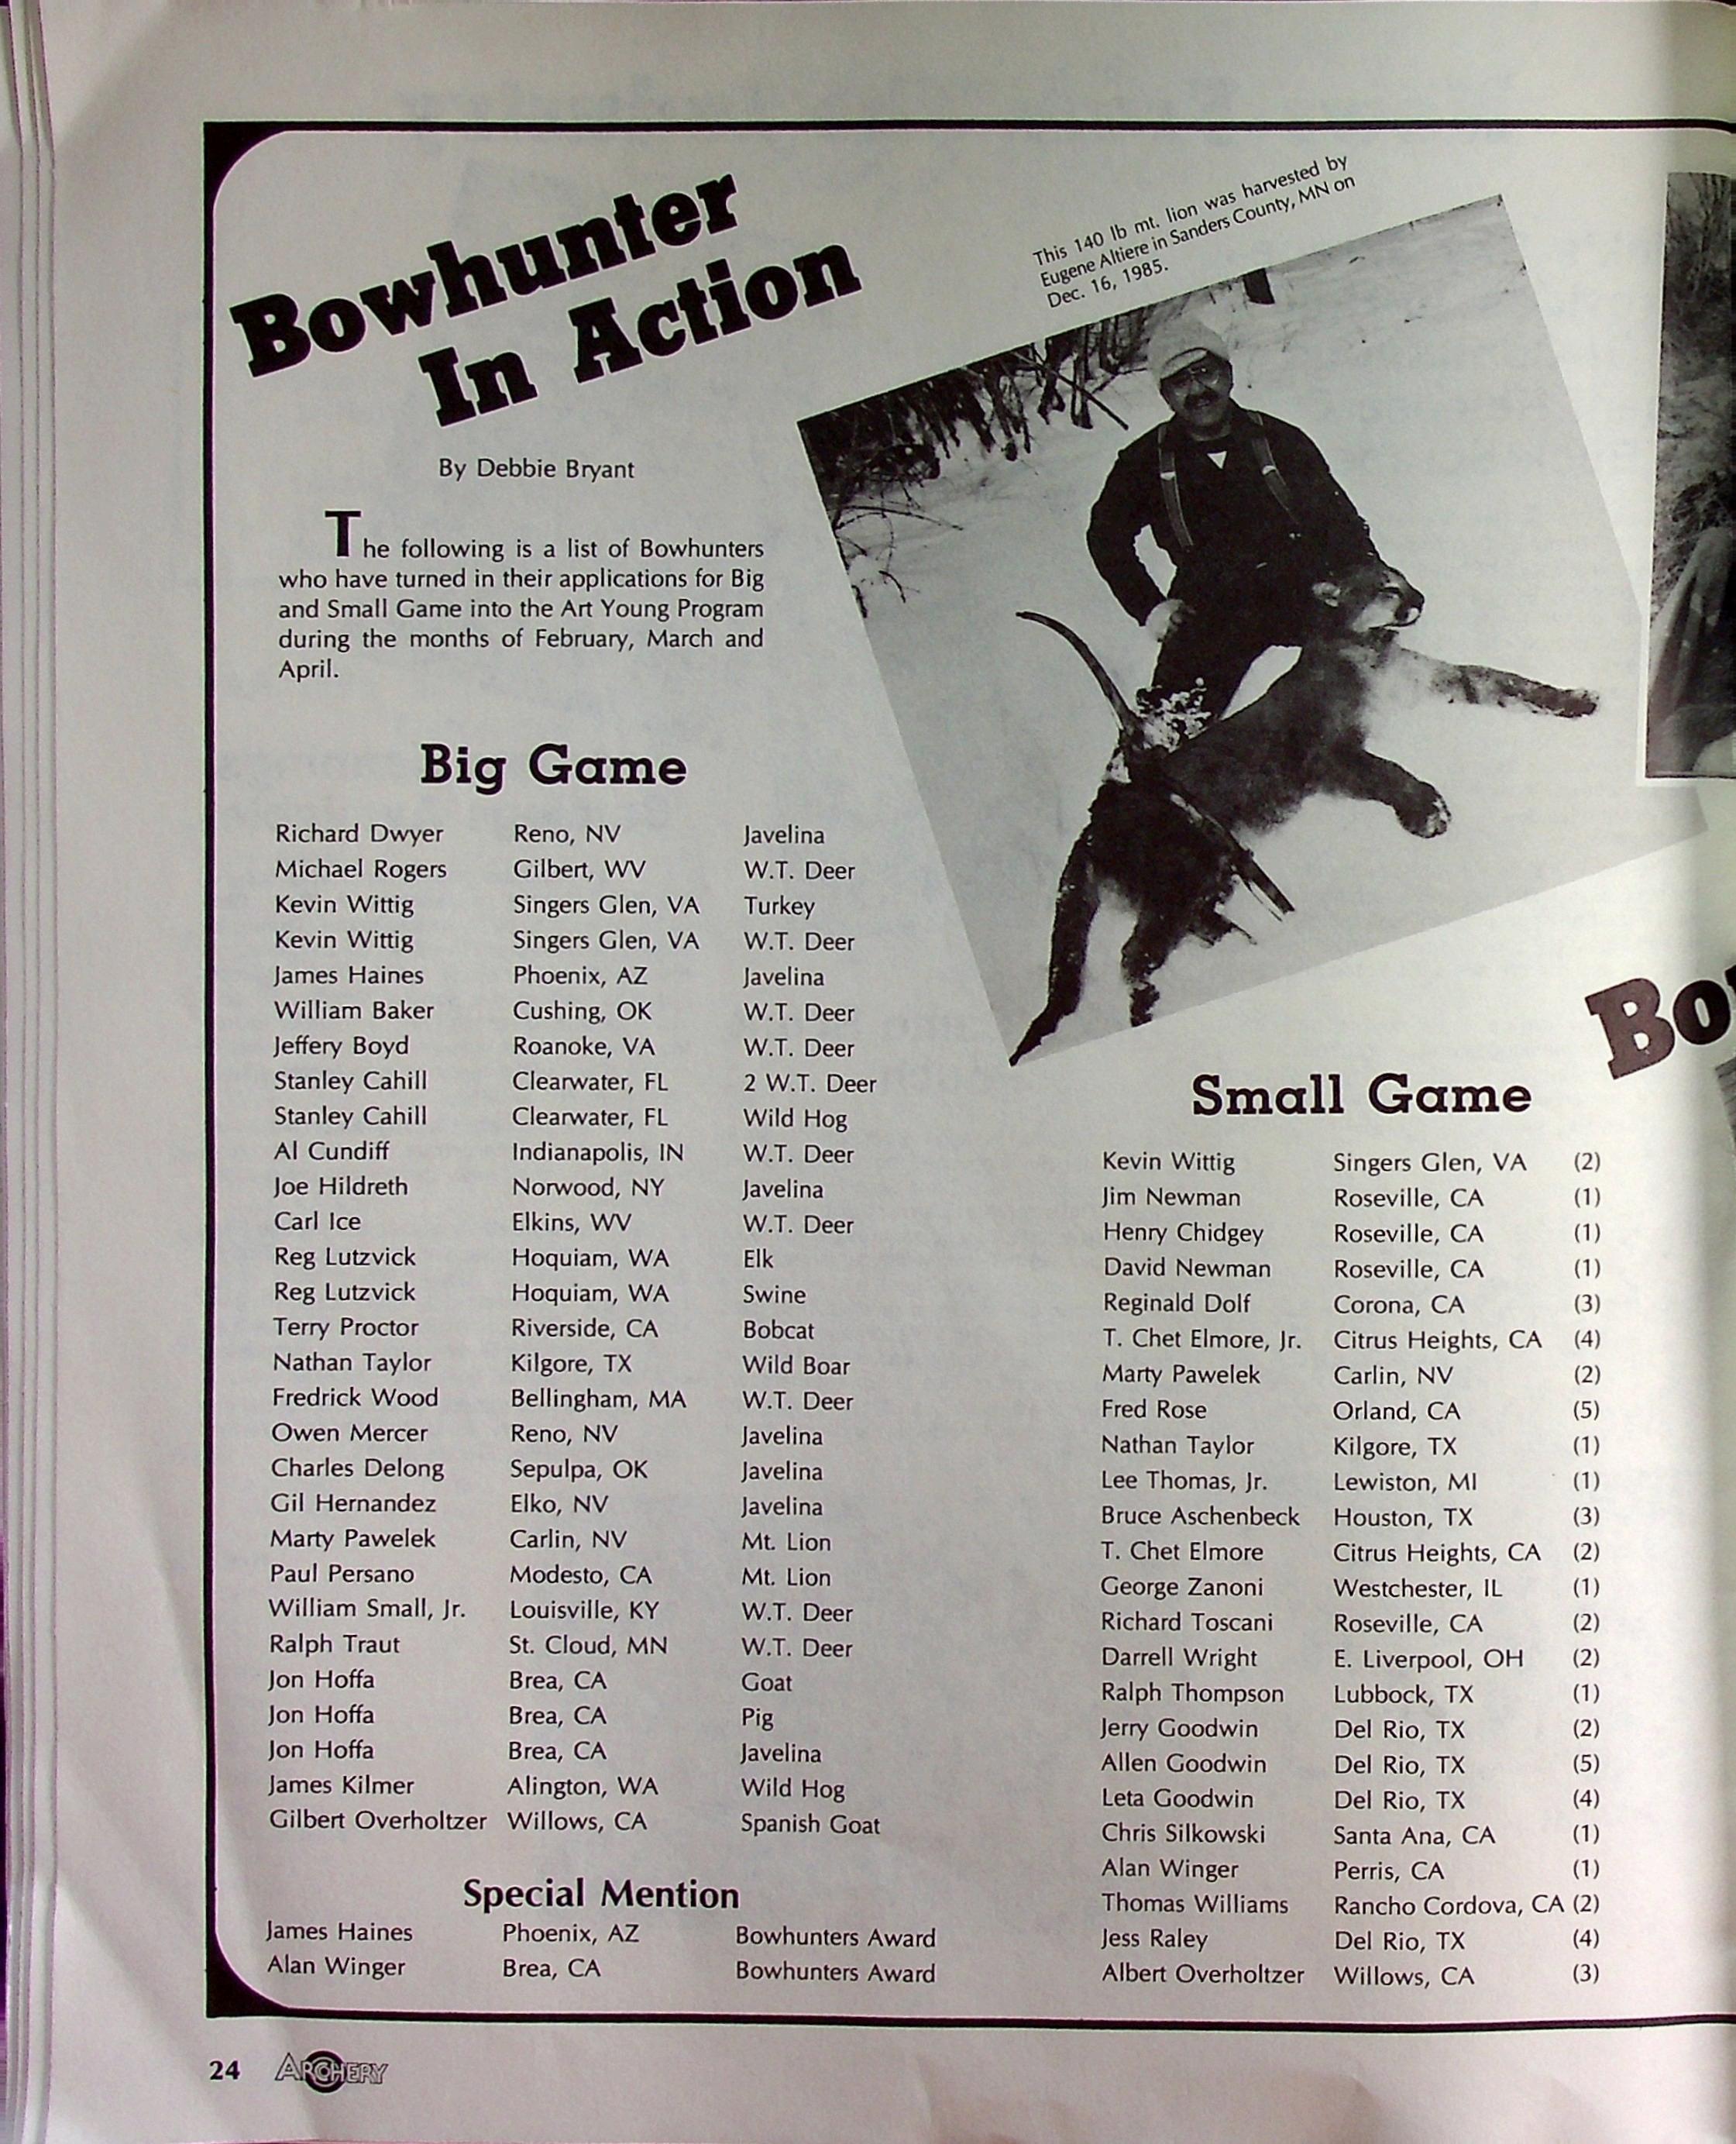 Bowhunter
In Action
By Debbie Bryant
The following is a list of Bowhunters
who have turned in their applications for Big
and Small Game into the Art Young Program
during the months of February, March and
April.
This 140 lb mt. lion was harvested by
Eugene Altiere in Sanders County, MN on
Dec. 16, 1985.
Big Game
Richard Dwyer Reno, NV Javelina
Michael Rogers Gilbert, WV W.T. Deer
Kevin Wittig Singers Glen, VA Turkey
Kevin Wittig Singers Glen, VA W.T. Deer
James Haines Phoenix, AZ Javelina
William Baker Cushing, OK W.T. Deer
Jeffery Boyd Roanoke, VA W.T. Deer
Stanley Cahill Clearwater, FL 2 W.T. Deer
Stanley Cahill Clearwater, FL Wild Hog
Al Cundiff Indianapolis, IN W.T. Deer
Joe Hildreth Norwood, NY Javelina
Carl Ice Elkins, WV W.T. Deer
Reg Lutzvick Hoquiam, WA Elk
Reg Lutzvick Hoquiam, WA Swine
Terry Proctor Riverside, CA Bobcat
Nathan Taylor Kilgore, TX Wild Boar
Fredrick Wood Bellingham, MA W.T. Deer
Owen Mercer Reno, NV Javelina
Charles Delong Sepulpa, OK Javelina
Gil Hernandez Elko, NV Javelina
Marty Pawelek Carlin, NV Mt. Lion
Paul Persano Modesto, CA Mt. Lion
William Small, Jr. Louisville, KY W.T. Deer
Ralph Traut St. Cloud, MN W.T. Deer
Jon Hoffa Brea, CA Goat
Jon Hoffa Brea, CA Pig
Jon Hoffa Brea, CA Javelina
James Kilmer Alington, WA Wild Hog
Gilbert Overholtzer Willows, CA Spanish Goat
Special Mention
James Haines Phoenix, AZ Bowhunters Award
Alan Winger Brea, CA Bowhunters Award
Small Game
Kevin Wittig Singers Glen, VA (2)
Jim Newman Roseville, CA (1)
Henry Chidgey Roseville, CA (1)
David Newman Roseville, CA (1)
Reginald Dolf Corona, CA (3)
T. Chet Elmore, Jr. Citrus Heights, CA (4)
Marty Pawelek Carlin, NV (2)
Fred Rose Orland, CA (5)
Nathan Taylor Kilgore, TX (1)
Lee Thomas, Jr. Lewiston, MI (1)
Bruce Aschenbeck Houston, TX (3)
T. Chet Elmore Citrus Heights, CA (2)
George Zanoni Westchester, IL (1)
Richard Toscani Roseville, CA (2)
Darrell Wright E. Liverpool, OH (2)
Ralph Thompson Lubbock, TX (1)
Jerry Goodwin Del Rio, TX (2)
Allen Goodwin Del Rio, TX (5)
Leta Goodwin Del Rio, TX (4)
Chris Silkowski Santa Ana, CA (1)
Alan Winger Perris, CA (1)
Thomas Williams Rancho Cordova, CA (2)
Jess Raley Del Rio, TX (4)
Albert Overholtzer Willows, CA (3)
Bo
24 ARCHERY